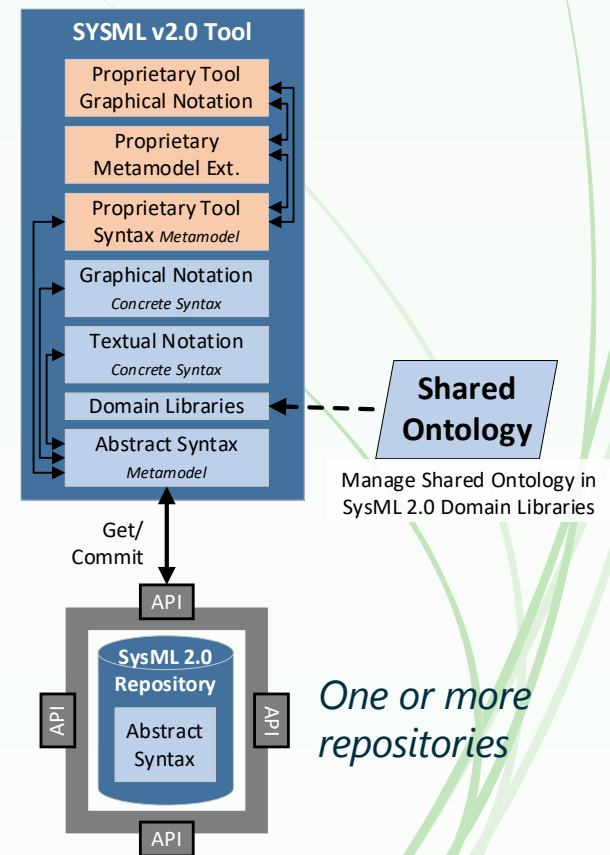 SYSML v2.0 Tool
Proprietary Tool
Graphical Notation
Proprietary
Metamodel Ext.
Proprietary Tool
Syntax Metamodel
Graphical Notation
Concrete Syntax
Textual Notation
Concrete Syntax
Domain Libraries
Abstract Syntax
Metamodel
Shared
Ontology
Manage Shared Ontology in
SysML 2.0 Domain Libraries
Get/
Commit
API
SysML 2.0
Repository
Abstract
Syntax
API
API
API
One or more
repositories